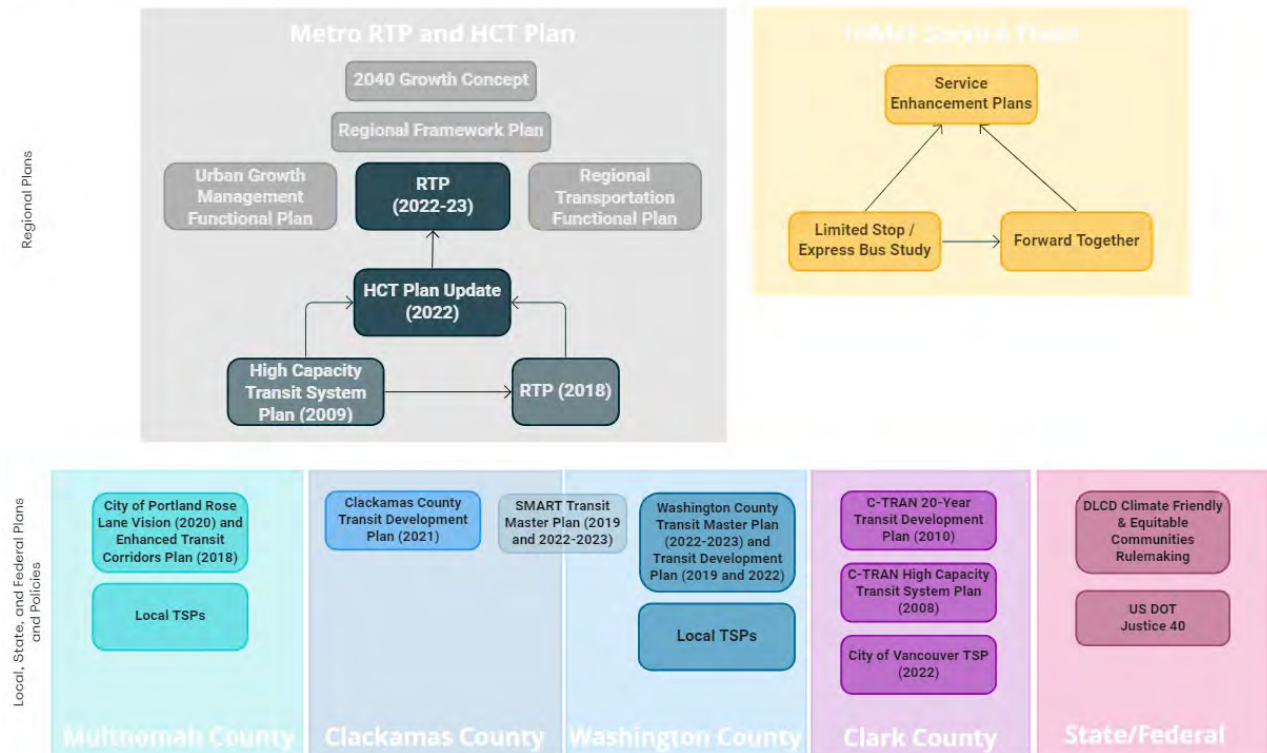 Metro RTP and HCT Plan
2040 Growth Concept
Regional Framework Plan
Urban Growth
Management
Functional Plan
RTP
(2022-23)
Regional
Transportation
Functional Plan
HCT Plan Update
(2022)
High Capacity
Transit System
Plan (2009)
RTP (2018)
TriMet Service Plans
Service
Enhancement Plans
Limited Stop /
Express Bus Study
Forward Together
Regional Plans
Local, State, and Federal Plans
and Policies
City of Portland Rose
Lane Vision (2020) and
Enhanced Transit
Corridors Plan (2018)
Local TSPs
Multnomah County
Clackamas County
Transit Development
Plan (2021)
SMART Transit
Master Plan (2019
and 2022-2023)
Clackamas County
Washington County
Transit Master Plan
(2022-2023) and
Transit Development
Plan (2019 and 2022)
Local TSPs
Washington County
C-TRAN 20-Year
Transit Development
Plan (2010)
C-TRAN High Capacity
Transit System Plan
(2008)
City of Vancouver TSP
(2022)
Clark County
DLCD Climate Friendly
& Equitable
Communities
Rulemaking
US DOT
Justice 40
State/Federal